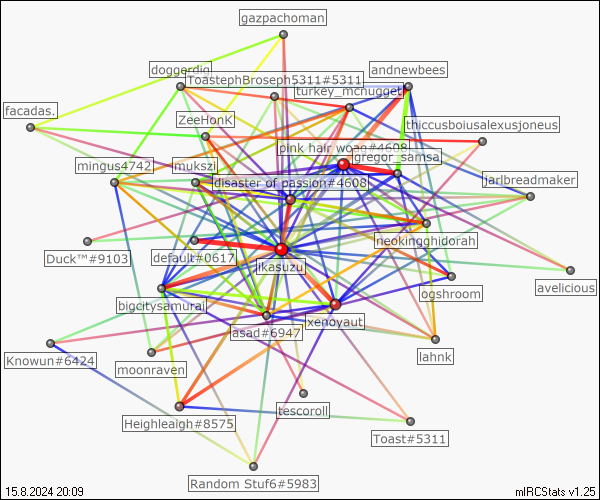 gazpachoman
doggerdig
ToastephBroseph5311#5311
andnewbees
turkey_mcnugget
facadas.
ZeeHonK
thiccusboiusalexusjoneus
pink hair woag#4608
gregor_samsa
mingus4742
mukszi
disaster of passion#4608
jarlbreadmaker
neokingghidorah
Duck™#9103
default#0617
ikasuzu
ogshroom
avelicious
bigcitysamurai
asad#6947
xenoyaut
Knowun#6424
moonraven
lahnk
Heighleaigh#8575
tescoroll
Toast#5311
Random Stuf6#5983
15.8.2024 20:09
mIRCStats v1.25